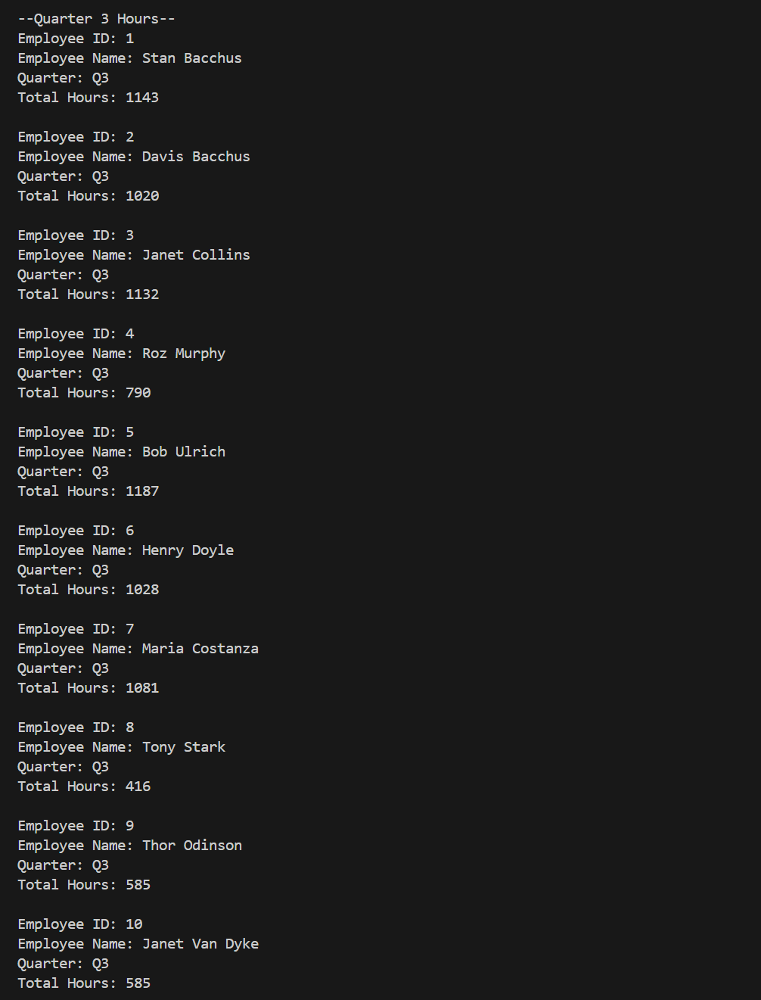 --Quarter 3 Hours--
Employee ID: 1
Employee Name: Stan Bacchus
Quarter: Q3
Total Hours: 1143
Employee ID: 2
Employee Name: Davis Bacchus
Quarter: Q3
Total Hours: 1020
Employee ID: 3
Employee Name: Janet Collins
Quarter: Q3
Total Hours: 1132
Employee ID: 4
Employee Name: Roz Murphy
Quarter: Q3
Total Hours: 790
Employee ID: 5
Employee Name: Bob Ulrich
Quarter: Q3
Total Hours: 1187
Employee ID: 6
Employee Name: Henry Doyle
Quarter: Q3
Total Hours: 1028
Employee ID: 7
Employee Name: Maria Costanza
Quarter: Q3
Total Hours: 1081
Employee ID: 8
Employee Name: Tony Stark
Quarter: Q3
Total Hours: 416
Employee ID: 9
Employee Name: Thor Odinson
Quarter: Q3
Total Hours: 585
Employee ID: 10
Employee Name: Janet Van Dyke
Quarter: Q3
Total Hours: 585